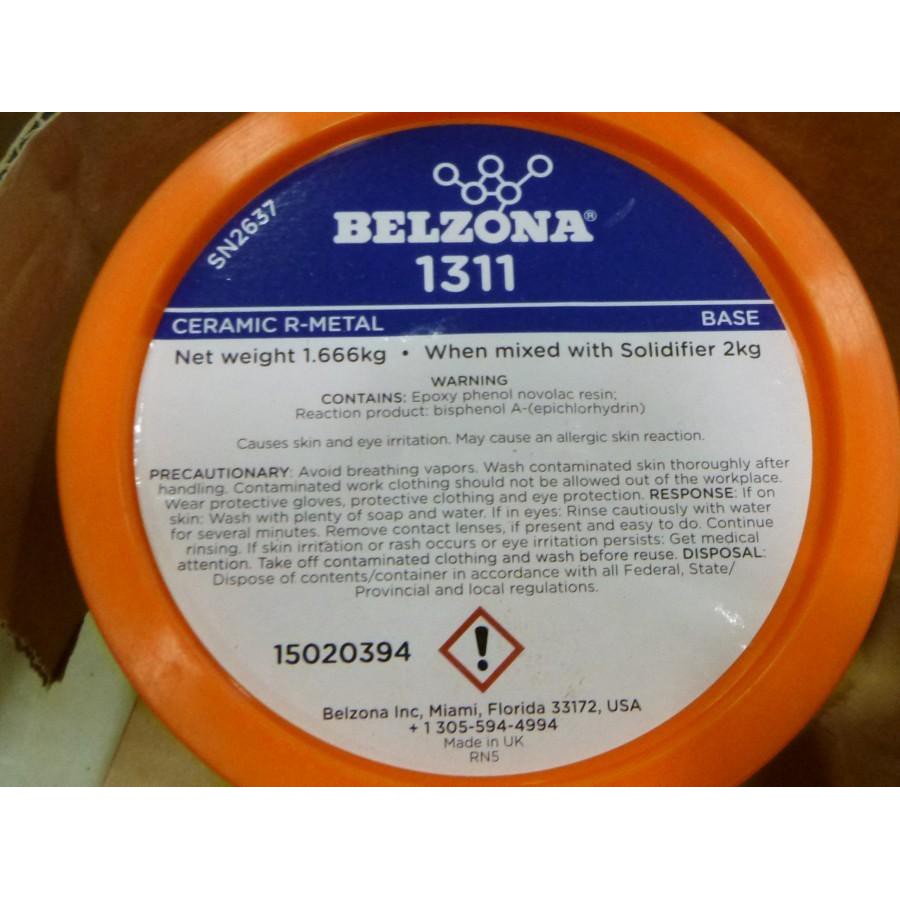 SN2637
BELZONA®
1311
CERAMIC R-METAL BASE
Net weight 1.666kg • When mixed with Solidifier 2kg
WARNING
CONTAINS: Epoxy phenol novolac resin;
Reaction product: bisphenol A-(epichlorhydrin)
Causes skin and eye irritation. May cause an allergic skin reaction.
PRECAUTIONARY: Avoid breathing vapors. Wash contaminated skin thoroughly after
handling. Contaminated work clothing should not be allowed out of the workplace.
Wear protective gloves, protective clothing and eye protection. RESPONSE: If on
skin: Wash with plenty of soap and water. If in eyes: Rinse cautiously with water
for several minutes. Remove contact lenses, if present and easy to do. Continue
rinsing. If skin irritation or rash occurs or eye irritation persists: Get medical
attention. Take off contaminated clothing and wash before reuse. DISPOSAL:
Dispose of contents/container in accordance with all Federal, State/
Provincial and local regulations.
15020394
Belzona Inc, Miami, Florida 33172, USA
+ 1 305-594-4994
Made in UK
RN5